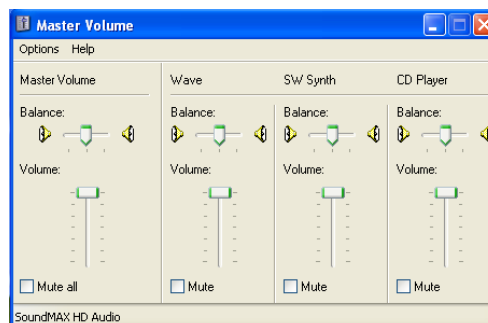 Master Volume
Options Help
Master Volume Wave SW Synth CD Player
Balance: Balance: Balance: Balance:
Volume: Volume: Volume: Volume:
Mute all Mute Mute Mute
SoundMAX HD Audio